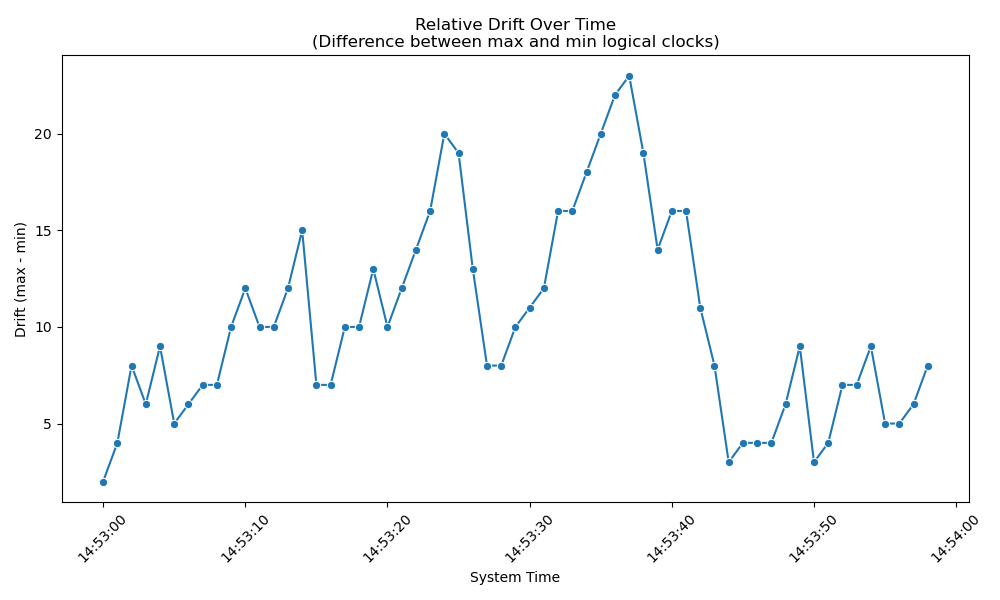 Relative Drift Over Time
(Difference between max and min logical clocks)
Drift (max - min)
20
15
10
5
14:53:00
14:53:10
14:53:20
14:53:30
14:53:40
14:53:50
14:54:00
System Time